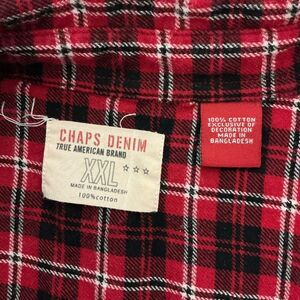 CHAPS DENIM
TRUE AMERICAN BRAND
XXL
MADE IN BANGLADESH
100%cotton
100% COTTON
EXCLUSIVE OF
DECORATION
MADE IN
BANGLADESH